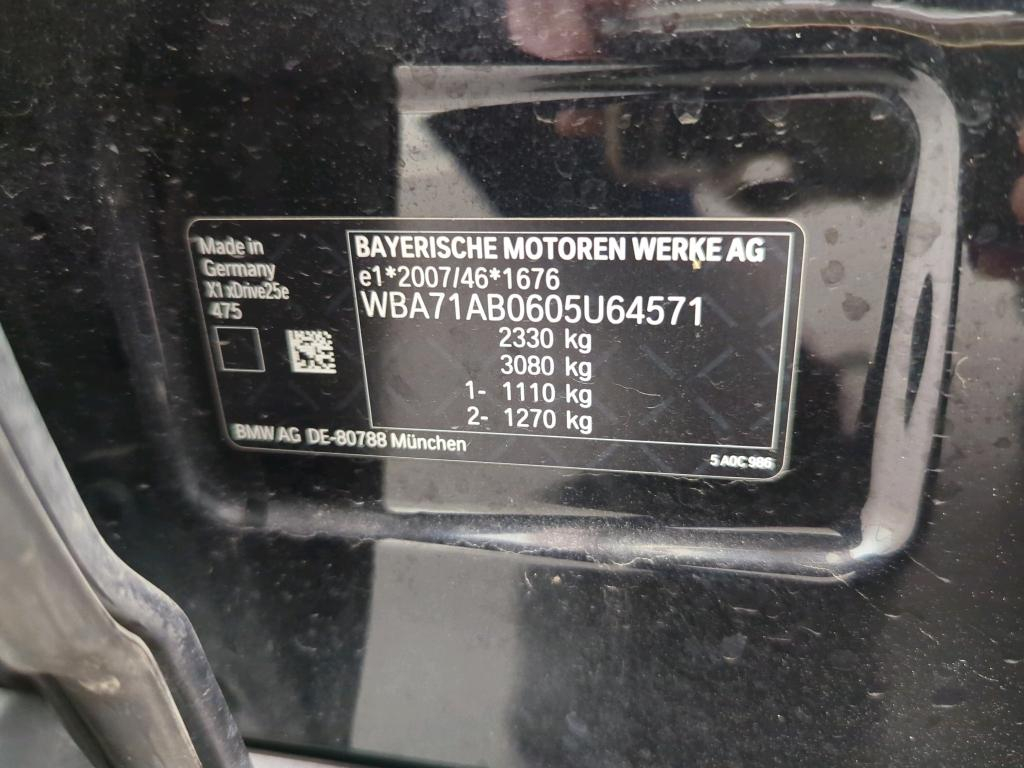 Made in
Germany
X1 xDrive25e
475
BAYERISCHE MOTOREN WERKE AG
e1*2007/46*1676
WBA71AB0605U64571
2330 kg
3080 kg
1- 1110 kg
2- 1270 kg
BMW AG DE-80788 München
5 A0C 986